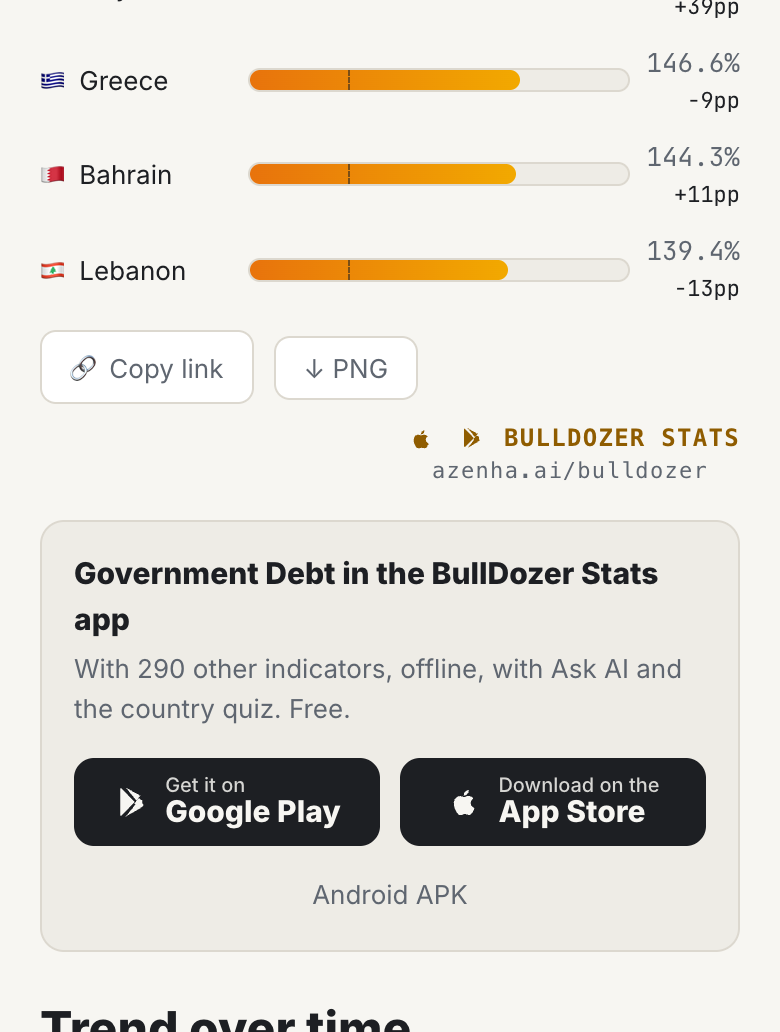 +39pp
Greece
146.6%
-9pp
Bahrain
144.3%
+11pp
Lebanon
139.4%
-13pp
Copy link
↓ PNG
BULLDOZER STATS
azenha.ai/bulldozer
Government Debt in the BullDozer Stats
app
With 290 other indicators, offline, with Ask AI and
the country quiz. Free.
Get it on
Google Play
Download on the
App Store
Android APK
Trend over time